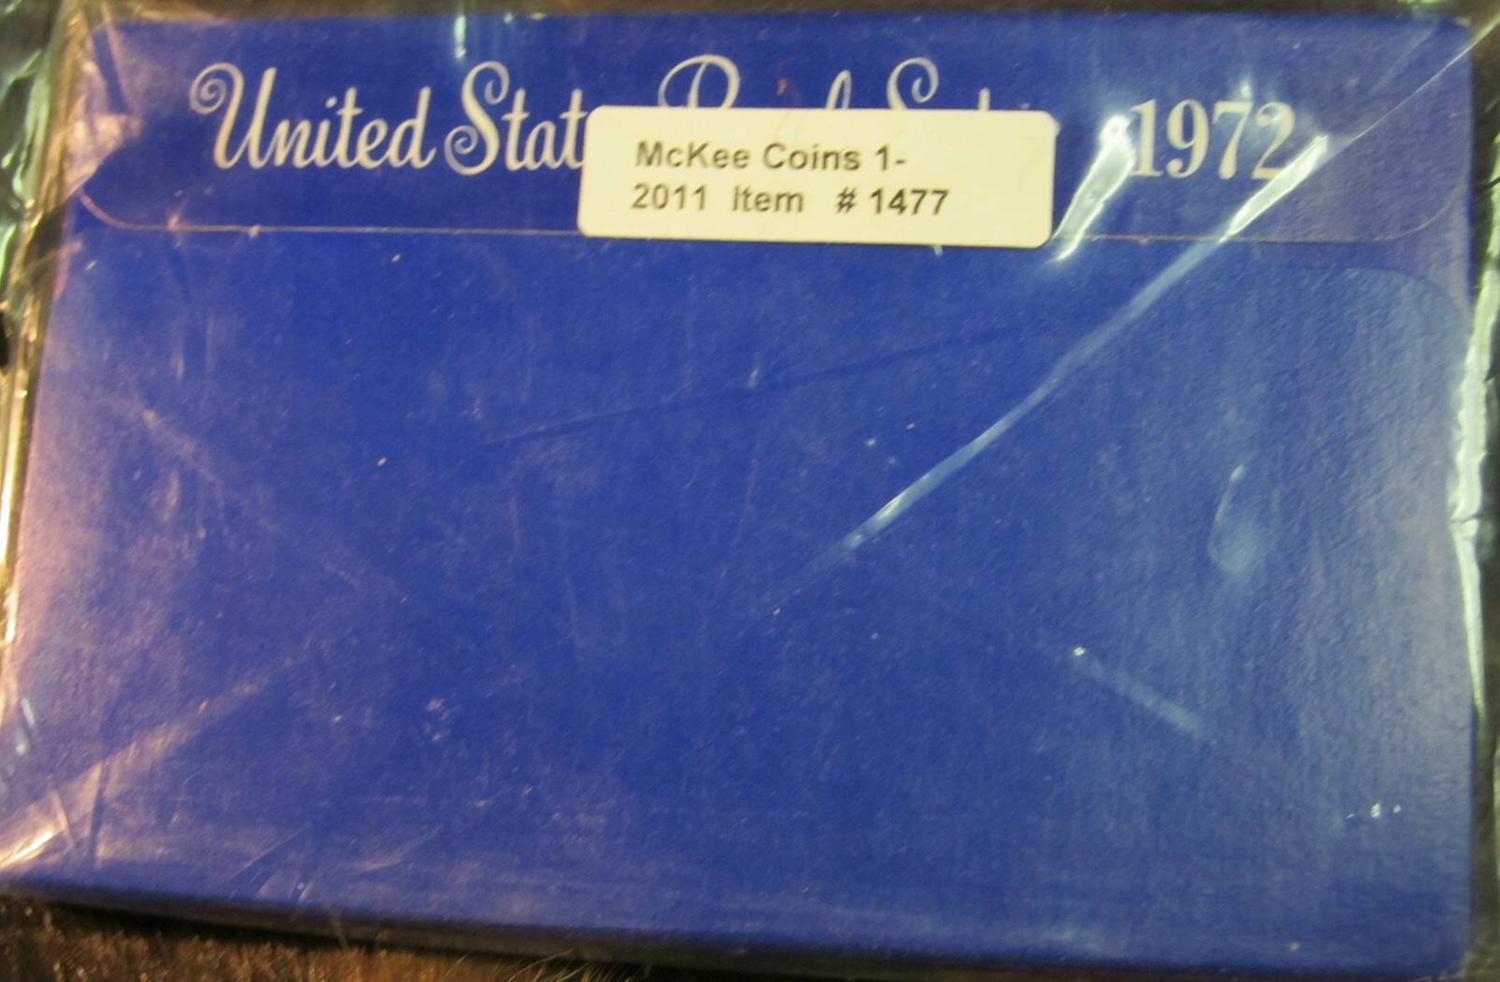 United Stat 1972
McKee Coins 1-
2011 Item # 1477